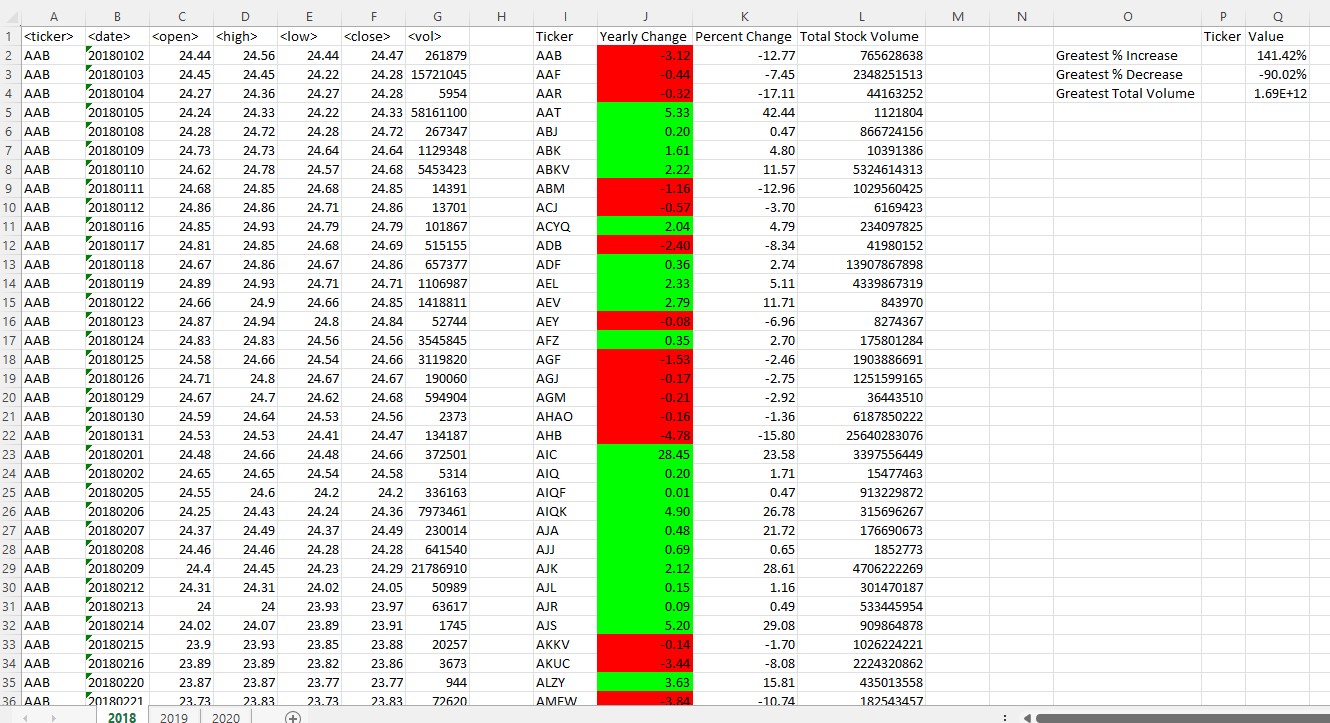 A B C D E F G H I J K L M N O P Q
1 <ticker> <date> <open> <high> <low> <close> <vol> Ticker Yearly Change Percent Change Total Stock Volume Ticker Value
2 AAB 20180102 24.44 24.56 24.44 24.47 261879 AAB -3.12 -12.77 765628638 Greatest % Increase 141.42%
3 AAB 20180103 24.45 24.45 24.22 24.28 15721045 AAF -0.44 -7.45 2348251513 Greatest % Decrease -90.02%
4 AAB 20180104 24.27 24.36 24.27 24.28 5954 AAR -0.32 -17.11 44163252 Greatest Total Volume 1.69E+12
5 AAB 20180105 24.24 24.33 24.22 24.33 58161100 AAT 5.33 42.44 1121804
6 AAB 20180108 24.28 24.72 24.28 24.72 267347 ABJ 0.20 0.47 866724156
7 AAB 20180109 24.73 24.73 24.64 24.64 1129348 ABK 1.61 4.80 10391386
8 AAB 20180110 24.62 24.78 24.57 24.68 5453423 ABKV 2.22 11.57 5324614313
9 AAB 20180111 24.68 24.85 24.68 24.85 14391 ABM -1.16 -12.96 1029560425
10 AAB 20180112 24.86 24.86 24.71 24.86 13701 ACJ -0.57 -3.70 6169423
11 AAB 20180116 24.85 24.93 24.79 24.79 101867 ACYQ 2.04 4.79 234097825
12 AAB 20180117 24.81 24.85 24.68 24.69 515155 ADB -2.40 -8.34 41980152
13 AAB 20180118 24.67 24.86 24.67 24.86 657377 ADF 0.36 2.74 13907867898
14 AAB 20180119 24.89 24.93 24.71 24.71 1106987 AEL 2.33 5.11 4339867319
15 AAB 20180122 24.66 24.9 24.66 24.85 1418811 AEV 2.79 11.71 843970
16 AAB 20180123 24.87 24.94 24.8 24.84 52744 AEY -0.08 -6.96 8274367
17 AAB 20180124 24.83 24.83 24.56 24.56 3545845 AFZ 0.35 2.70 175801284
18 AAB 20180125 24.58 24.66 24.54 24.66 3119820 AGF -1.53 -2.46 1903886691
19 AAB 20180126 24.71 24.8 24.67 24.67 190060 AGJ -0.17 -2.75 1251599165
20 AAB 20180129 24.67 24.7 24.62 24.68 594904 AGM -0.21 -2.92 36443510
21 AAB 20180130 24.59 24.64 24.53 24.56 2373 AHAO -0.16 -1.36 6187850222
22 AAB 20180131 24.53 24.53 24.41 24.47 134187 AHB -4.78 -15.80 25640283076
23 AAB 20180201 24.48 24.66 24.48 24.66 372501 AIC 28.45 23.58 3397556449
24 AAB 20180202 24.65 24.65 24.54 24.58 5314 AIQ 0.20 1.71 15477463
25 AAB 20180205 24.55 24.6 24.2 24.2 336163 AIQF 0.01 0.47 913229872
26 AAB 20180206 24.25 24.43 24.24 24.36 7973461 AIQK 4.90 26.78 315696267
27 AAB 20180207 24.37 24.49 24.37 24.49 230014 AJA 0.48 21.72 176690673
28 AAB 20180208 24.46 24.46 24.28 24.28 641540 AJJ 0.69 0.65 1852773
29 AAB 20180209 24.4 24.45 24.23 24.29 21786910 AJK 2.12 28.61 4706222269
30 AAB 20180212 24.31 24.31 24.02 24.05 50989 AJL 0.15 1.16 301470187
31 AAB 20180213 24 24 23.93 23.97 63617 AJR 0.09 0.49 533445954
32 AAB 20180214 24.02 24.07 23.89 23.91 1745 AJS 5.20 29.08 909864878
33 AAB 20180215 23.9 23.93 23.85 23.88 20257 AKKV -0.14 -1.70 1026224221
34 AAB 20180216 23.89 23.89 23.82 23.86 3673 AKUC -3.44 -8.08 2224320862
35 AAB 20180220 23.87 23.87 23.77 23.77 944 ALZY 3.63 15.81 435013558
36 AAB 20180221 23.73 23.83 23.73 23.83 72620 AMFW -3.84 -10.74 182543457
2018 2019 2020